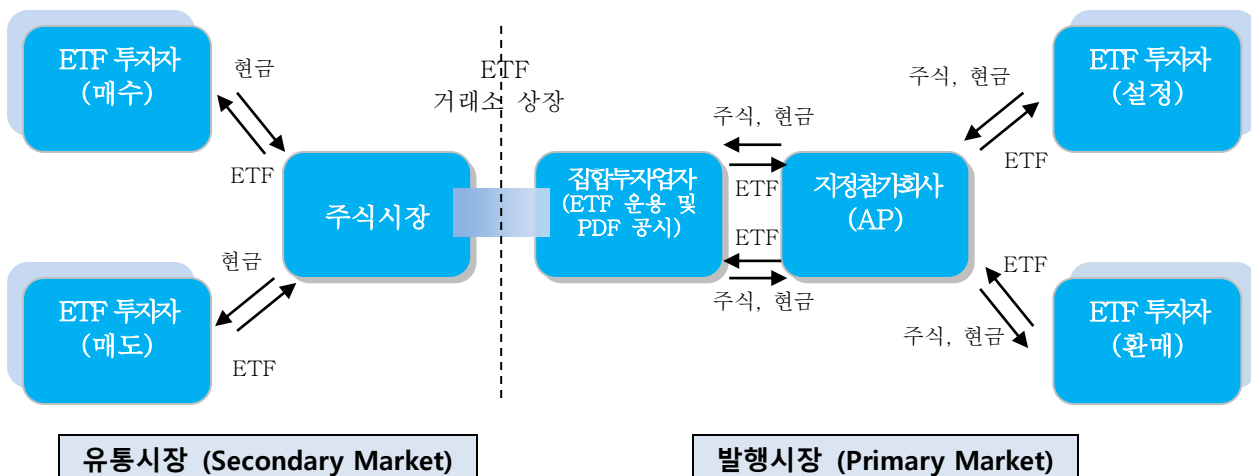 ETF 투자자
(매수)
현금
ETF
주식시장
현금
ETF
ETF 투자자
(매도)
ETF
거래소 상장
집합투자업자
(ETF 운용 및
PDF 공시)
주식, 현금
ETF
ETF
주식, 현금
지정참가회사
(AP)
주식, 현금
ETF
ETF 투자자
(설정)
ETF
주식, 현금
ETF 투자자
(환매)
유통시장 (Secondary Market)
발행시장 (Primary Market)